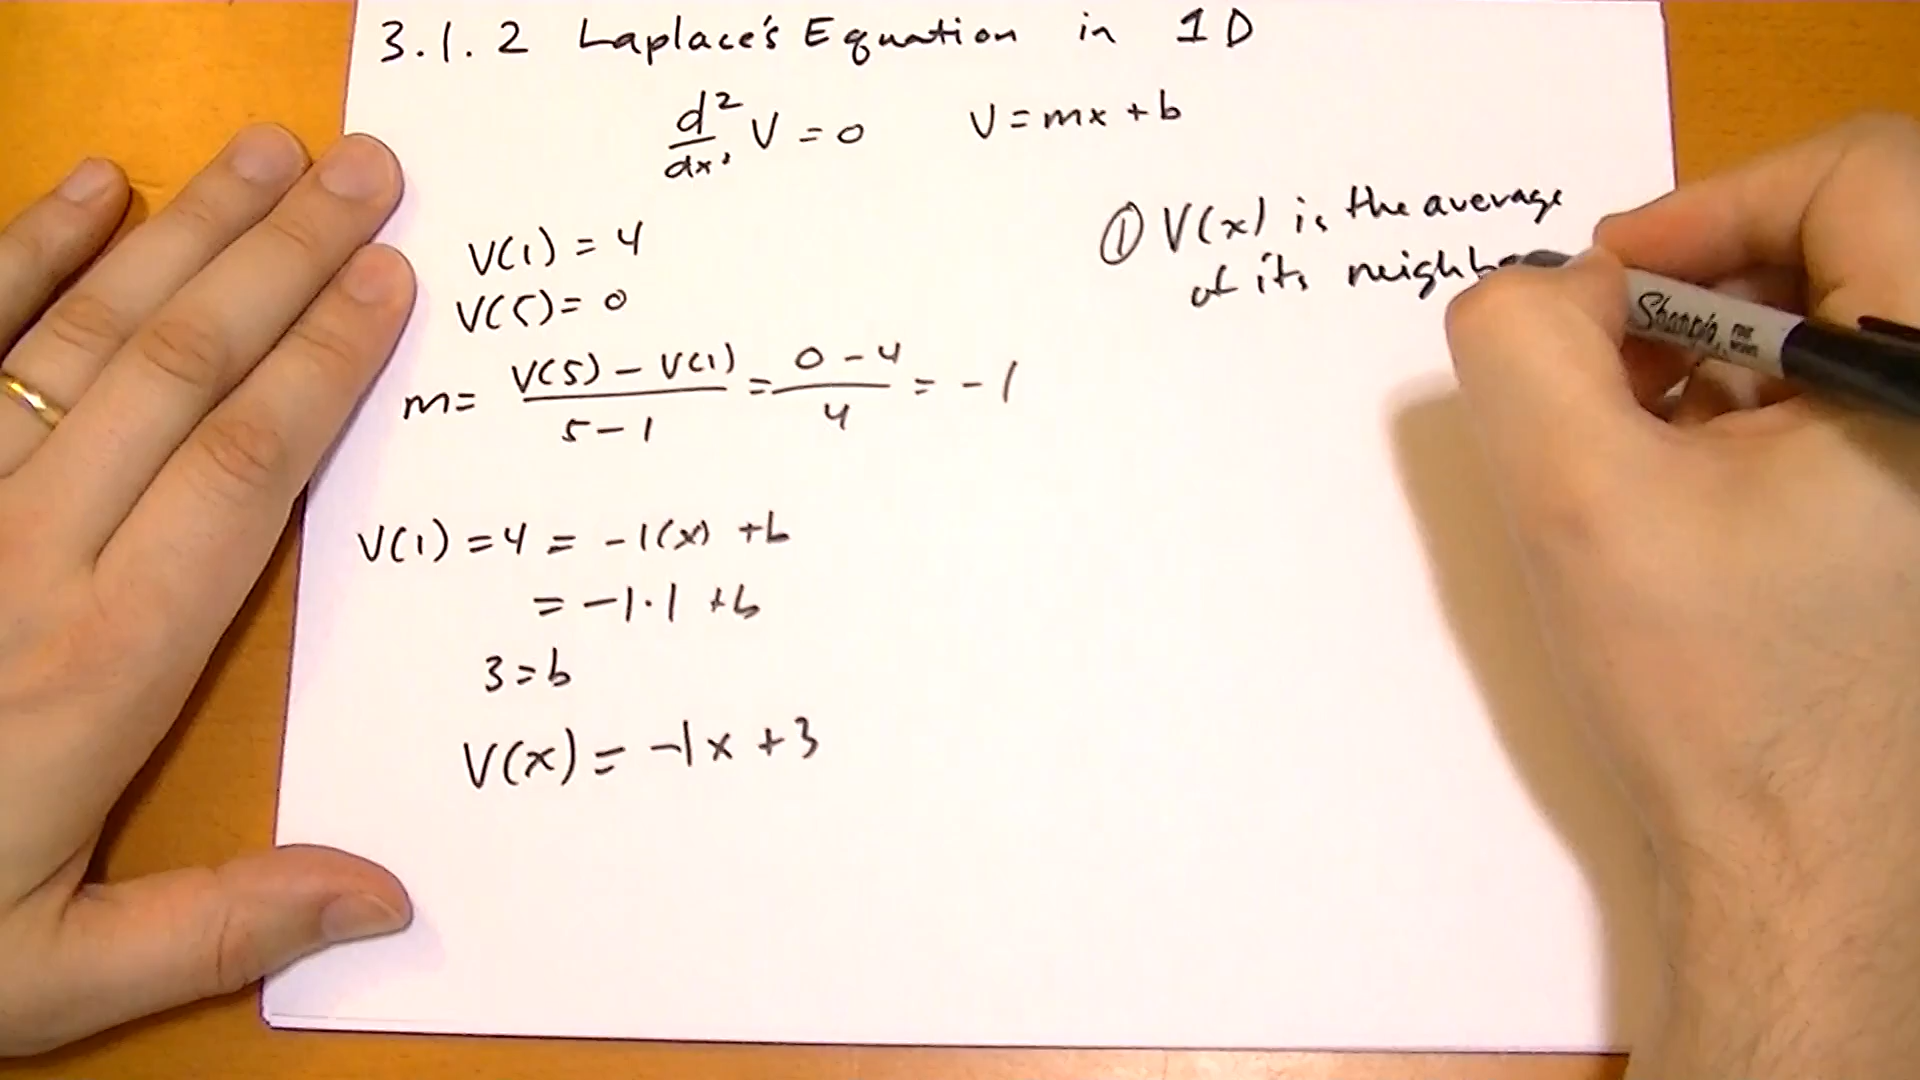 3.1.2 Laplace's Equation in 1D
d²/dx² V = 0    V = mx + b
① V(x) is the average
of its neighb
V(1) = 4
V(5) = 0
m = (V(5) - V(1))/(5 - 1) = (0 - 4)/4 = -1
V(1) = 4 = -1(x) + b
= -1·1 + b
3 = b
V(x) = -1x + 3
Sharpie